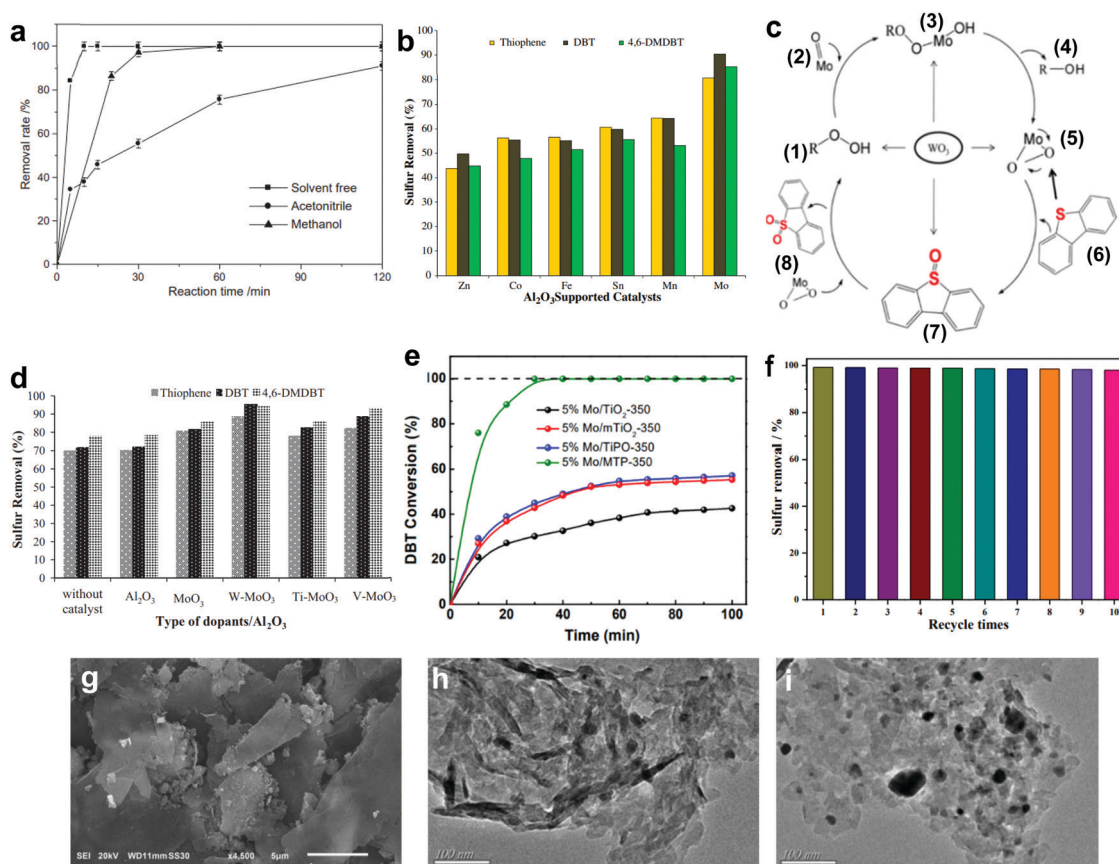 a
100
80
60
40
20
0
Removal rate /%
Solvent free
Acetonitrile
Methanol
0
30
60
90
120
Reaction time /min
b
Thiophene DBT 4,6-DMDBT
100
90
80
70
60
50
40
30
20
10
0
Sulfur Removal (%)
Zn Co Fe Sn Mn Mo
Al₂O₃Supported Catalysts
c
(3)
RO O Mo OH
(2)
O
Mo
(4)
R—OH
(1)
R O OH
WO₃
Mo
O O
(5)
O O S
S
(6)
(8)
Mo
O O
O
S
(7)
d
Thiophene DBT 4,6-DMDBT
100
90
80
70
60
50
40
30
20
10
0
Sulfur Removal (%)
without catalyst
Al₂O₃
MoO₃
W-MoO₃
Ti-MoO₃
V-MoO₃
Type of dopants/Al₂O₃
e
100
80
60
40
20
0
DBT Conversion (%)
5% Mo/TiO₂-350
5% Mo/mTiO₂-350
5% Mo/TiPO-350
5% Mo/MTP-350
0 20 40 60 80 100
Time (min)
f
100
80
60
40
20
0
Sulfur removal / %
1 2 3 4 5 6 7 8 9 10
Recycle times
g
SEI 20kV WD11mm SS30 x4,500 5μm
h
100 nm
i
100 nm